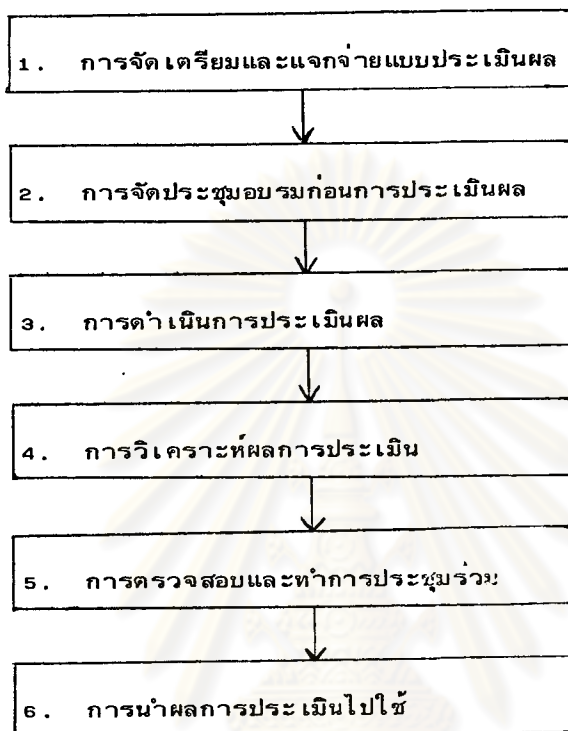 1. การจัดเตรียมและแจกจ่ายแบบประเมินผล
2. การจัดประชุมอบรมก่อนการประเมินผล
3. การดำเนินการประเมินผล
4. การวิเคราะห์ผลการประเมิน
5. การตรวจสอบและทำการประชุมร่วม
6. การนำผลการประเมินไปใช้